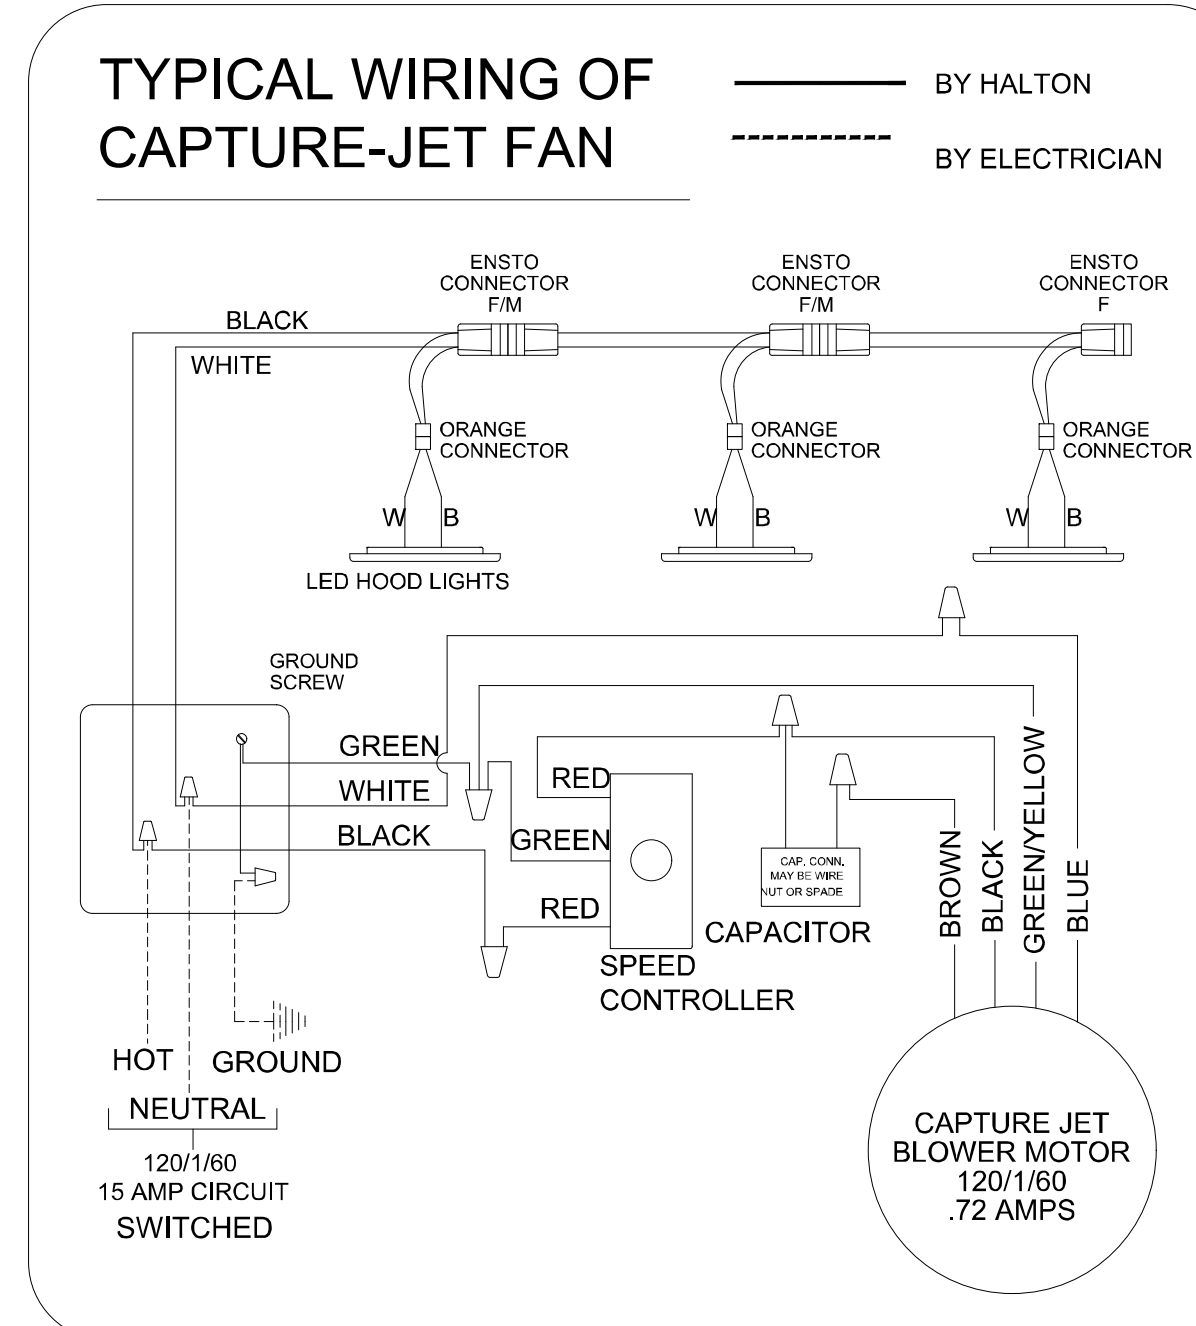 TYPICAL WIRING OF
CAPTURE-JET FAN
BY HALTON
BY ELECTRICIAN
ENSTO
CONNECTOR
F/M
ENSTO
CONNECTOR
F/M
ENSTO
CONNECTOR
F
BLACK
WHITE
ORANGE
CONNECTOR
ORANGE
CONNECTOR
ORANGE
CONNECTOR
W B
W B
W B
LED HOOD LIGHTS
GROUND
SCREW
GREEN
WHITE
BLACK
RED
GREEN
RED
SPEED
CONTROLLER
CAP. CONN.
MAY BE WIRE
NUT OR SPADE
CAPACITOR
BROWN
BLACK
GREEN/YELLOW
BLUE
HOT
GROUND
NEUTRAL
120/1/60
15 AMP CIRCUIT
SWITCHED
CAPTURE JET
BLOWER MOTOR
120/1/60
.72 AMPS